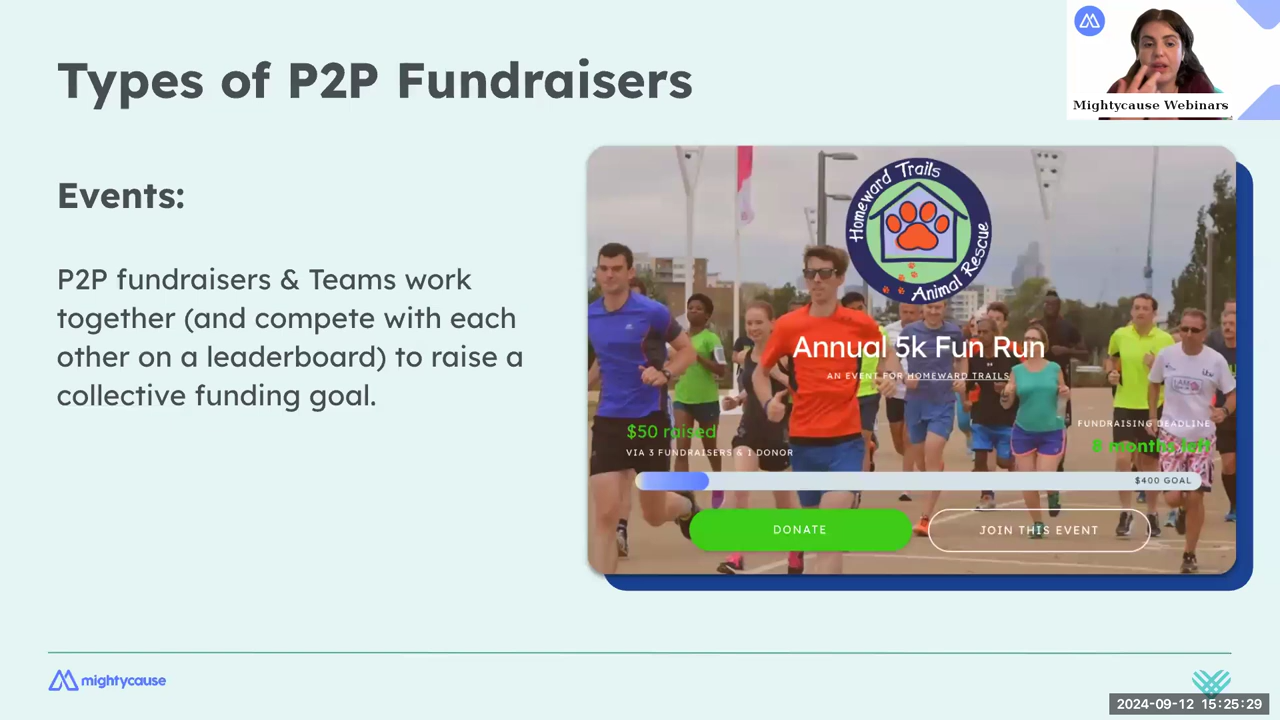 Types of P2P Fundraisers
Mightycause Webinars
Events:
P2P fundraisers & Teams work
together (and compete with each
other on a leaderboard) to raise a
collective funding goal.
Homeward Trails
Animal Rescue
Annual 5k Fun Run
AN EVENT FOR HOMEWARD TRAILS
$50 raised
VIA 3 FUNDRAISERS & 1 DONOR
FUNDRAISING DEADLINE
8 months left
$400 GOAL
DONATE
JOIN THIS EVENT
mightycause
2024-09-12 15:25:29